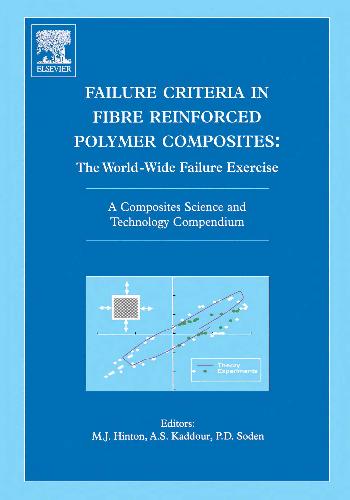 ELSEVIER
FAILURE CRITERIA IN
FIBRE REINFORCED
POLYMER COMPOSITES:
The World-Wide Failure Exercise
A Composites Science and
Technology Compendium
Theory
Experiments
Editors:
M.J. Hinton, A.S. Kaddour, P.D. Soden